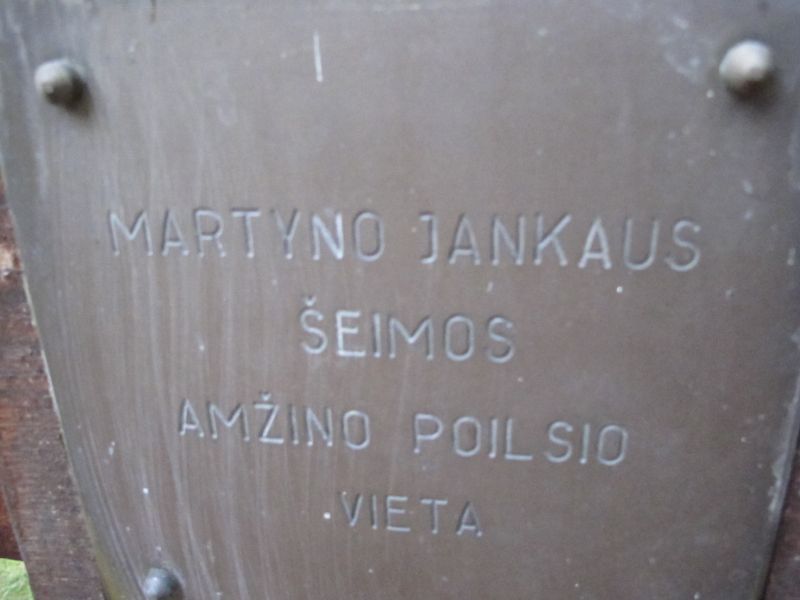 MARTYNO JANKAUS
ŠEIMOS
AMŽINO POILSIO
VIETA